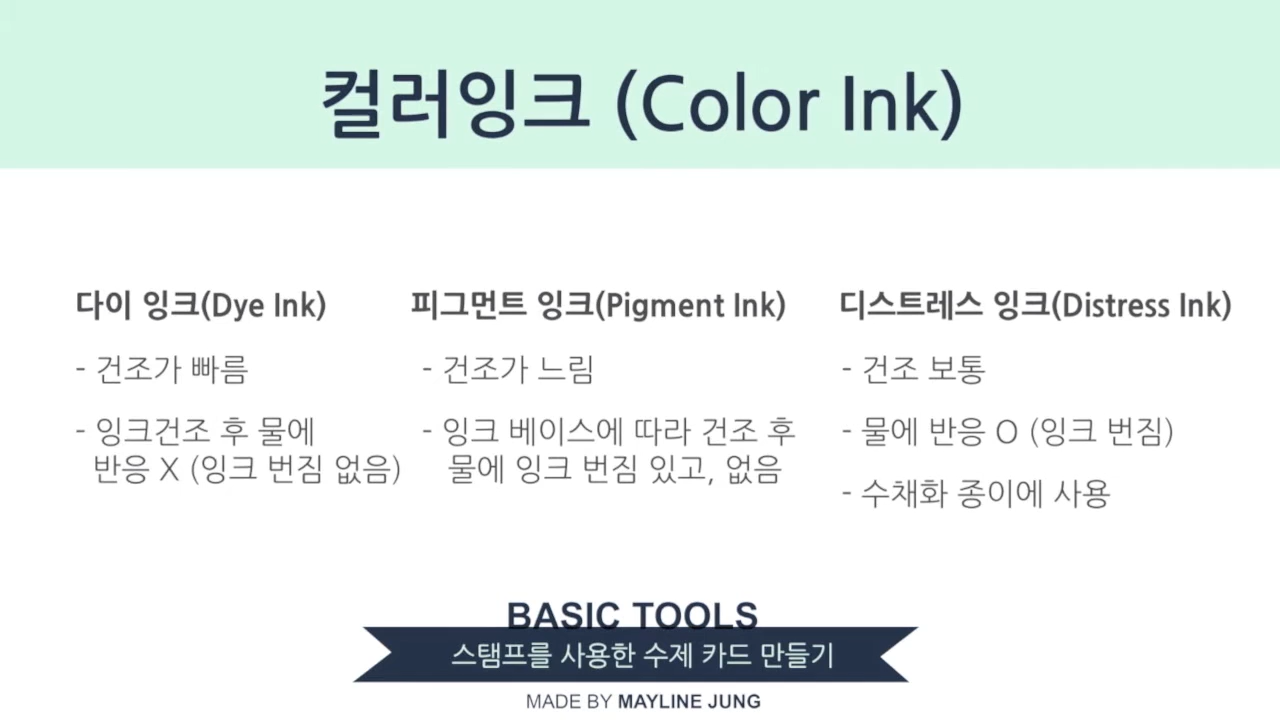 컬러잉크 (Color Ink)
다이 잉크(Dye Ink)
- 건조가 빠름
- 잉크건조 후 물에
반응 X (잉크 번짐 없음)
피그먼트 잉크(Pigment Ink)
- 건조가 느림
- 잉크 베이스에 따라 건조 후
물에 잉크 번짐 있고, 없음
디스트레스 잉크(Distress Ink)
- 건조 보통
- 물에 반응 O (잉크 번짐)
- 수채화 종이에 사용
BASIC TOOLS
스탬프를 사용한 수제 카드 만들기
MADE BY MAYLINE JUNG